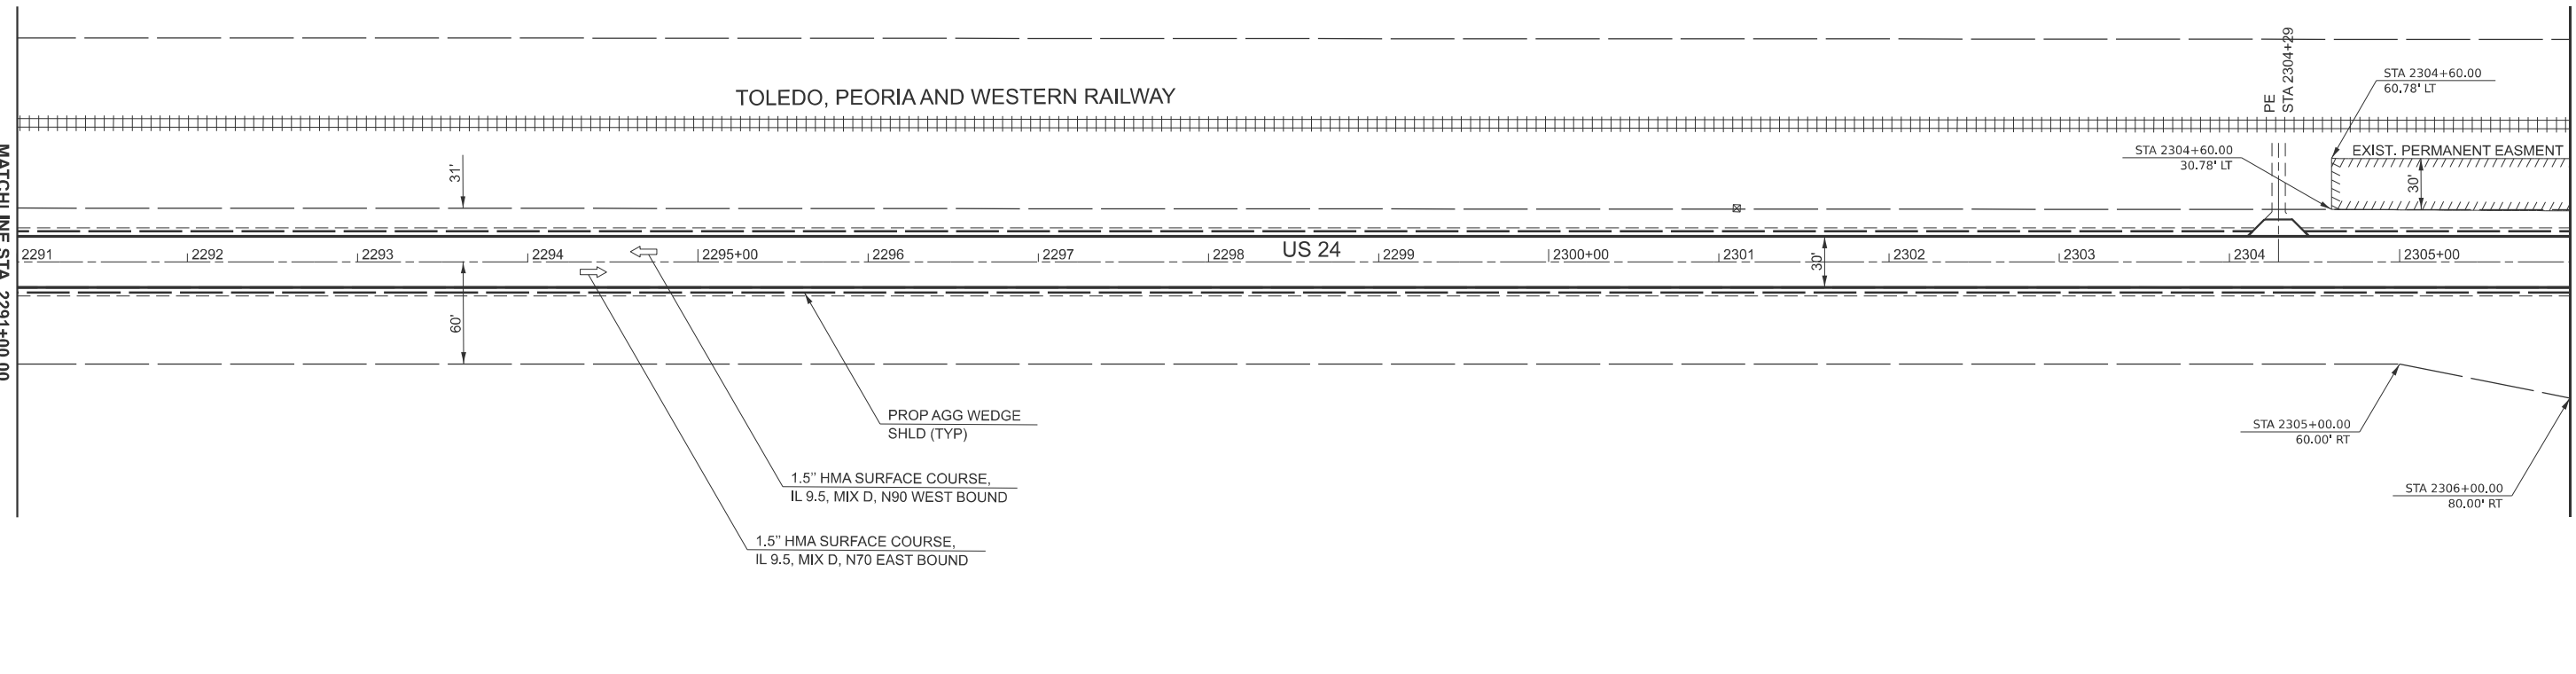 PE
STA 2304+29
STA 2304+60.00
60.78' LT
TOLEDO, PEORIA AND WESTERN RAILWAY
STA 2304+60.00
30.78' LT
EXIST. PERMANENT EASMENT
31'
30'
MATCHLINE STA. 2291+00.00
2291
2292
2293
2294
2295+00
2296
2297
2298
US 24
2299
2300+00
2301
30'
2302
2303
2304
2305+00
60'
PROP AGG WEDGE
SHLD (TYP)
STA 2305+00.00
60.00' RT
1.5" HMA SURFACE COURSE,
IL 9.5, MIX D, N90 WEST BOUND
STA 2306+00.00
80.00' RT
1.5" HMA SURFACE COURSE,
IL 9.5, MIX D, N70 EAST BOUND